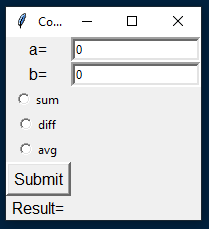 Co...
a= 0
b= 0
sum
diff
avg
Submit
Result=